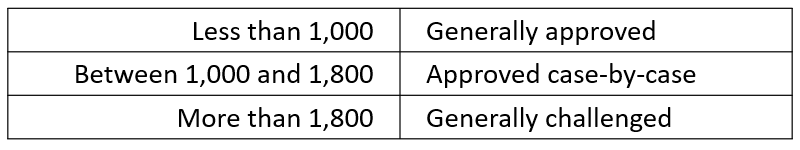 Less than 1,000 Generally approved
Between 1,000 and 1,800 Approved case-by-case
More than 1,800 Generally challenged